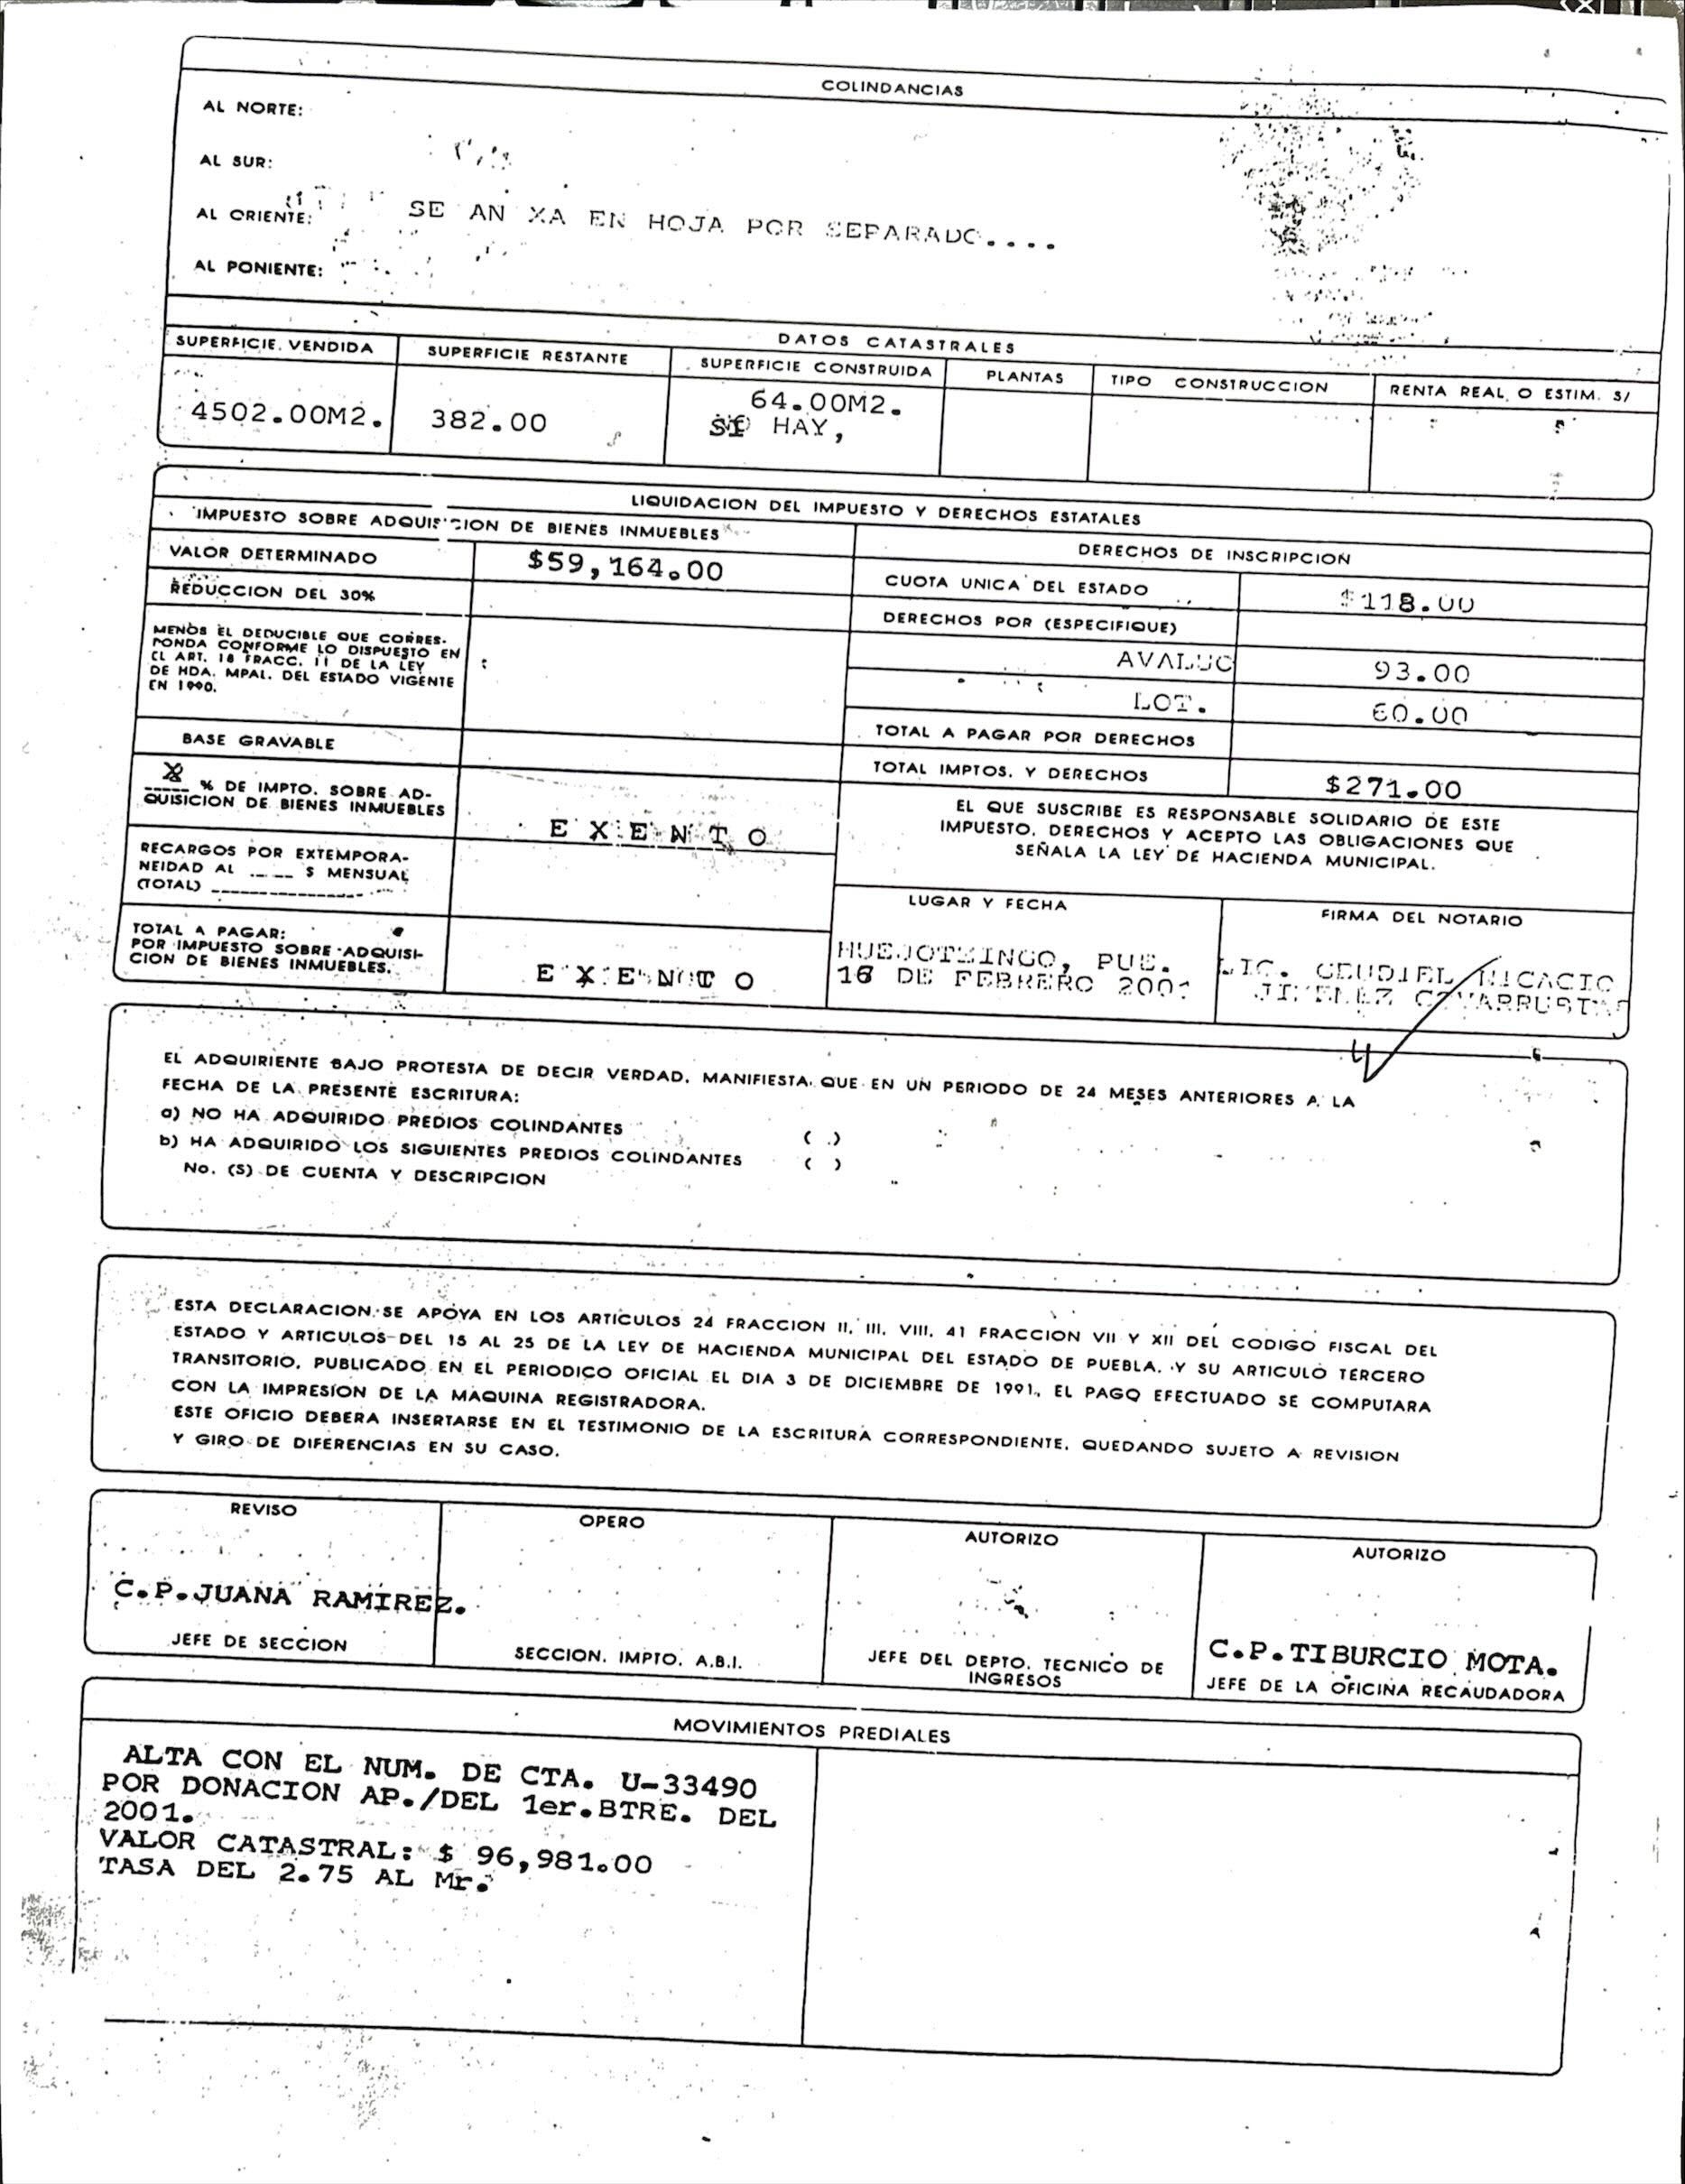 COLINDANCIAS
AL NORTE:
AL SUR:
AL ORIENTE:
SE AN XA EN HOJA POR SEPARADO....
AL PONIENTE:
DATOS CATASTRALES
SUPERFICIE VENDIDA
SUPERFICIE RESTANTE
SUPERFICIE CONSTRUIDA
PLANTAS
TIPO CONSTRUCCION
RENTA REAL O ESTIM. S/
4502.00M2.
382.00
64.00M2.
SI HAY,
LIQUIDACION DEL IMPUESTO Y DERECHOS ESTATALES
IMPUESTO SOBRE ADQUISICION DE BIENES INMUEBLES
DERECHOS DE INSCRIPCION
VALOR DETERMINADO
$59,164.00
CUOTA UNICA DEL ESTADO
$118.00
REDUCCION DEL 30%
DERECHOS POR (ESPECIFIQUE)
MENOS EL DEDUCIBLE QUE CORRES-
PONDA CONFORME LO DISPUESTO EN
EL ART. 18 FRACC. II DE LA LEY
DE HDA. MPAL. DEL ESTADO VIGENTE
EN 1990.
AVALUO
93.00
LOT.
60.00
BASE GRAVABLE
TOTAL A PAGAR POR DERECHOS
% DE IMPTO. SOBRE AD-
QUISICION DE BIENES INMUEBLES
E X E N T O
TOTAL IMPTOS. Y DERECHOS
$271.00
EL QUE SUSCRIBE ES RESPONSABLE SOLIDARIO DE ESTE
IMPUESTO, DERECHOS Y ACEPTO LAS OBLIGACIONES QUE
SEÑALA LA LEY DE HACIENDA MUNICIPAL.
RECARGOS POR EXTEMPORA-
NEIDAD AL _____ $ MENSUAL
(TOTAL) _______________
LUGAR Y FECHA
FIRMA DEL NOTARIO
TOTAL A PAGAR:
POR IMPUESTO SOBRE ADQUISI-
CION DE BIENES INMUEBLES.
E X E N T O
HUEJOTZINGO, PUE.
16 DE FEBRERO 2001
LIC. GEUDIEL NICACIO
JIMENEZ COVARRUBIAS
EL ADQUIRIENTE BAJO PROTESTA DE DECIR VERDAD, MANIFIESTA QUE EN UN PERIODO DE 24 MESES ANTERIORES A LA
FECHA DE LA PRESENTE ESCRITURA:
a) NO HA ADQUIRIDO PREDIOS COLINDANTES ( )
b) HA ADQUIRIDO LOS SIGUIENTES PREDIOS COLINDANTES ( )
No. (S) DE CUENTA Y DESCRIPCION
ESTA DECLARACION SE APOYA EN LOS ARTICULOS 24 FRACCION II, III, VIII, 41 FRACCION VII Y XII DEL CODIGO FISCAL DEL
ESTADO Y ARTICULOS DEL 15 AL 25 DE LA LEY DE HACIENDA MUNICIPAL DEL ESTADO DE PUEBLA, Y SU ARTICULO TERCERO
TRANSITORIO, PUBLICADO EN EL PERIODICO OFICIAL EL DIA 3 DE DICIEMBRE DE 1991, EL PAGO EFECTUADO SE COMPUTARA
CON LA IMPRESION DE LA MAQUINA REGISTRADORA.
ESTE OFICIO DEBERA INSERTARSE EN EL TESTIMONIO DE LA ESCRITURA CORRESPONDIENTE, QUEDANDO SUJETO A REVISION
Y GIRO DE DIFERENCIAS EN SU CASO.
REVISO
OPERO
AUTORIZO
AUTORIZO
C.P.JUANA RAMIREZ.
C.P.TIBURCIO MOTA.
JEFE DE SECCION
SECCION. IMPTO. A.B.I.
JEFE DEL DEPTO. TECNICO DE
INGRESOS
JEFE DE LA OFICINA RECAUDADORA
MOVIMIENTOS PREDIALES
ALTA CON EL NUM. DE CTA. U-33490
POR DONACION AP./DEL 1er.BTRE. DEL
2001.
VALOR CATASTRAL: $ 96,981.00
TASA DEL 2.75 AL Mr.